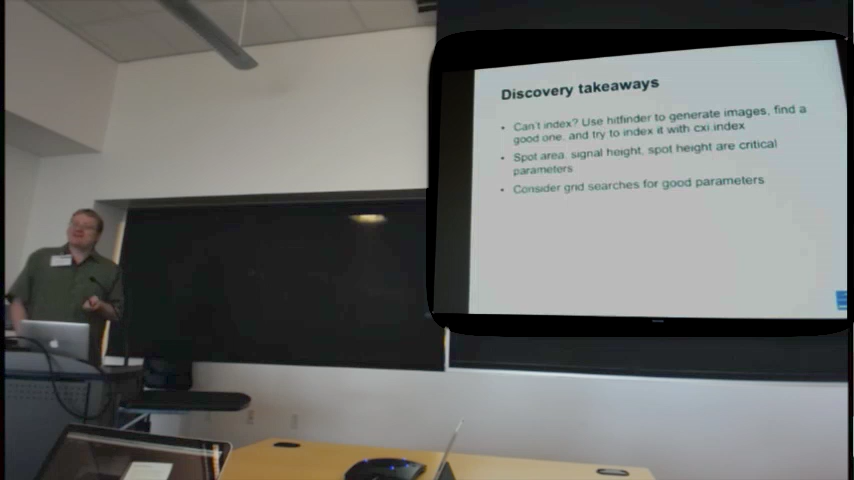 Discovery takeaways
• Can't index? Use hitfinder to generate images, find a
good one, and try to index it with cxi.index
• Spot area, signal height, spot height are critical
parameters
• Consider grid searches for good parameters